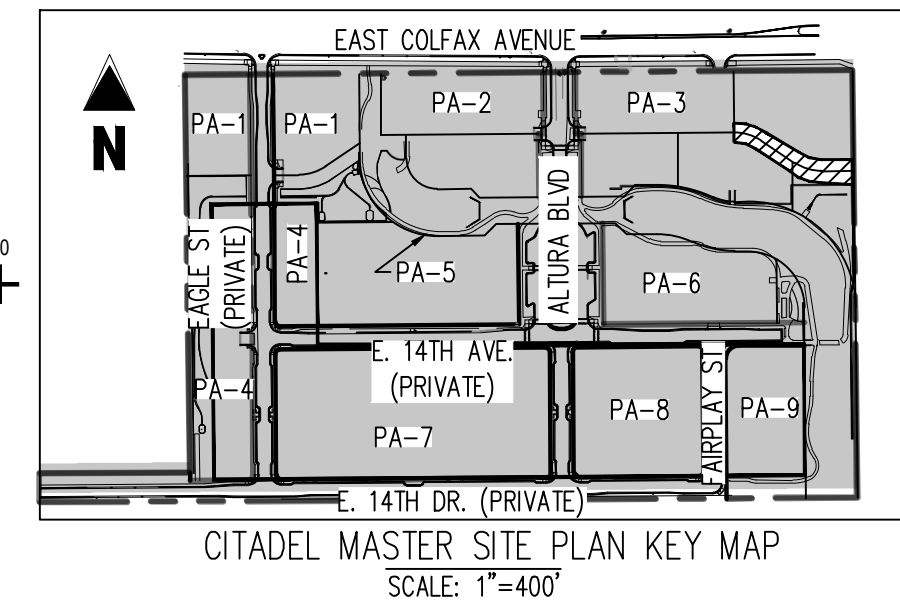 EAST COLFAX AVENUE
N
PA-1
PA-1
PA-2
PA-3
0
EAGLE ST
(PRIVATE)
PA-4
PA-5
ALTURA BLVD
PA-6
E. 14TH AVE.
(PRIVATE)
PA-4
PA-7
PA-8
FAIRPLAY ST
PA-9
E. 14TH DR. (PRIVATE)
CITADEL MASTER SITE PLAN KEY MAP
SCALE: 1"=400'